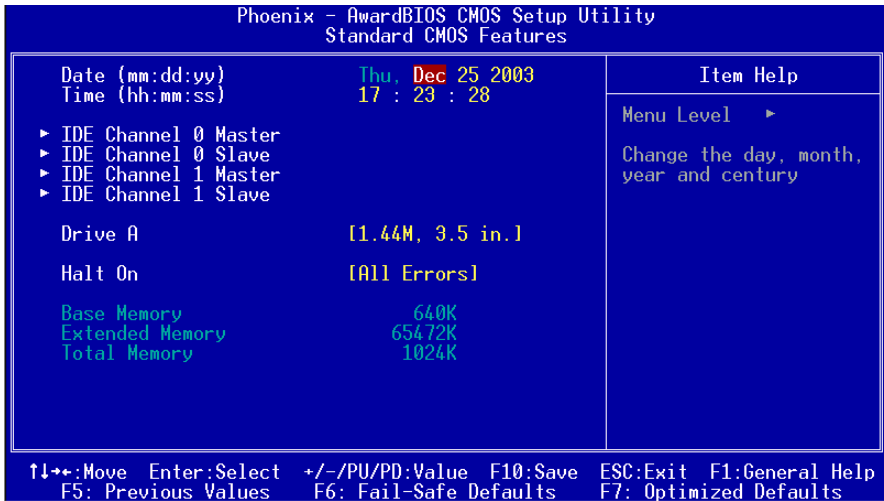 Phoenix - AwardBIOS CMOS Setup Utility
Standard CMOS Features
Date (mm:dd:yy) Thu, Dec 25 2003
Time (hh:mm:ss) 17 : 23 : 28
► IDE Channel 0 Master
► IDE Channel 0 Slave
► IDE Channel 1 Master
► IDE Channel 1 Slave
Drive A [1.44M, 3.5 in.]
Halt On [All Errors]
Base Memory 640K
Extended Memory 65472K
Total Memory 1024K
Item Help
Menu Level ►
Change the day, month,
year and century
↑↓→←:Move Enter:Select +/-/PU/PD:Value F10:Save ESC:Exit F1:General Help
F5: Previous Values F6: Fail-Safe Defaults F7: Optimized Defaults